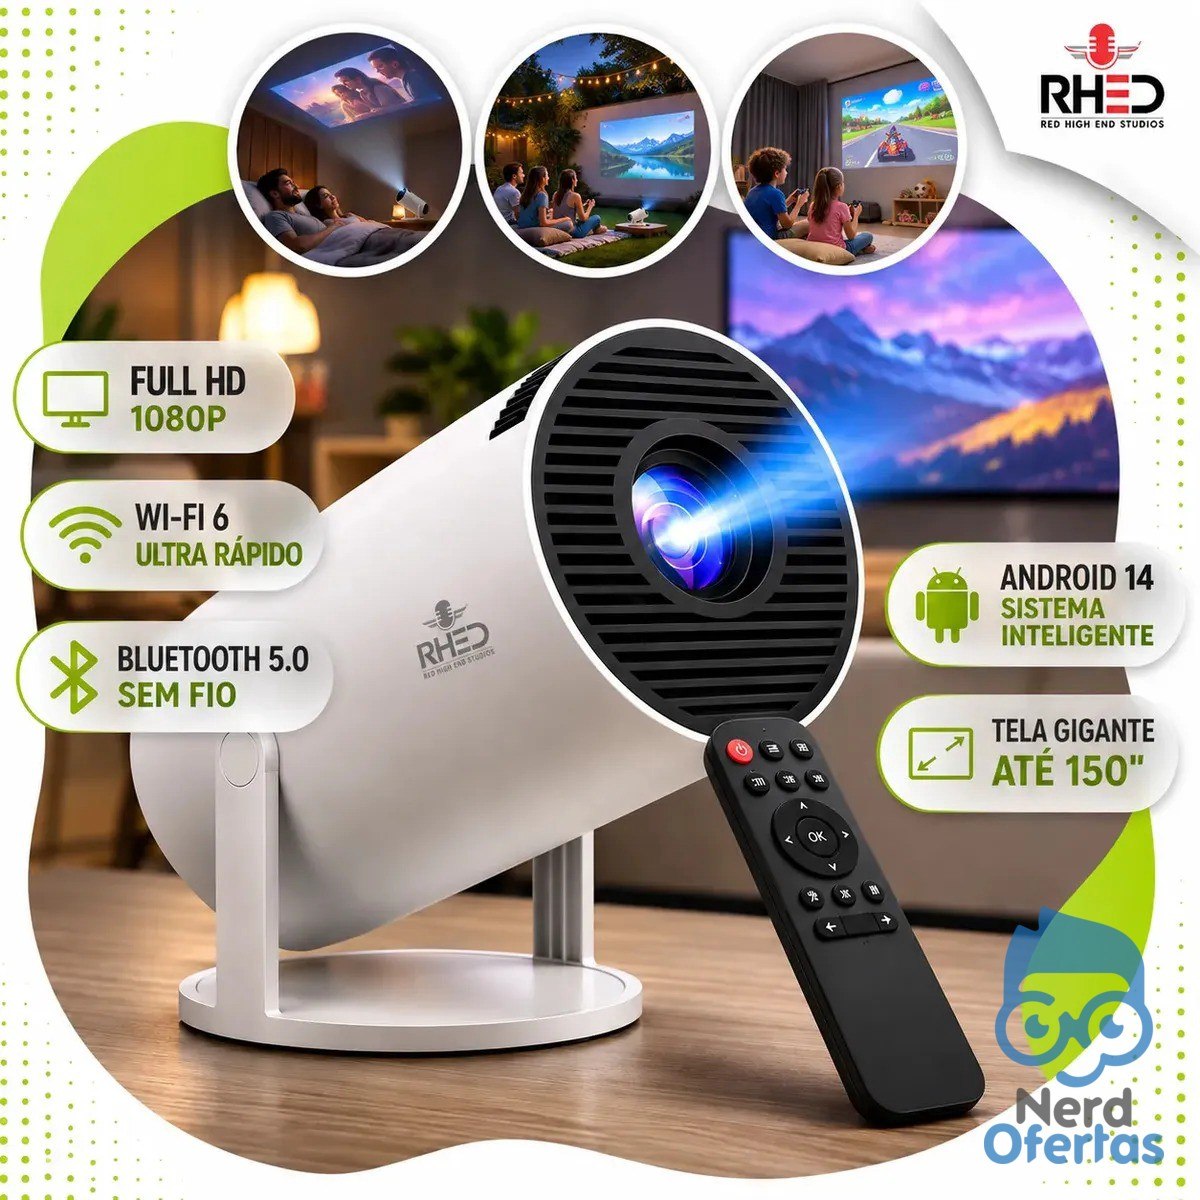 RHED
RED HIGH END STUDIOS
FULL HD
1080P
WI-FI 6
ULTRA RÁPIDO
BLUETOOTH 5.0
SEM FIO
ANDROID 14
SISTEMA
INTELIGENTE
TELA GIGANTE
ATÉ 150"
RHED
RED HIGH END STUDIOS
OK
Nerd
Ofertas